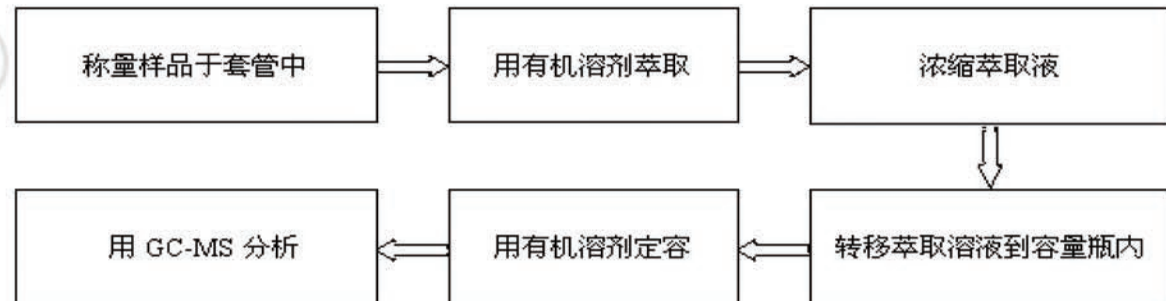 称量样品于套管中
用有机溶剂萃取
浓缩萃取液
转移萃取溶液到容量瓶内
用有机溶剂定容
用 GC-MS 分析